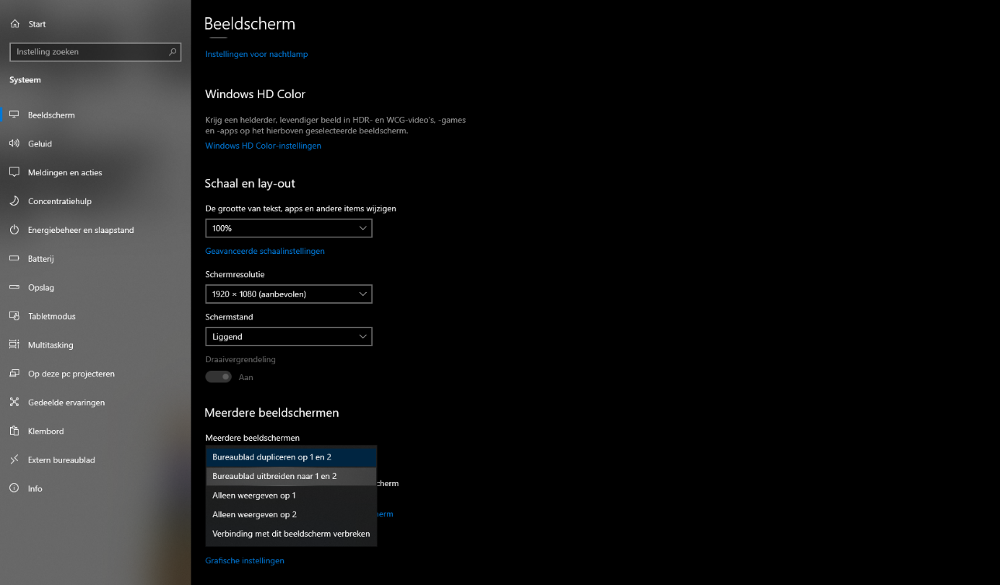 Start
Instelling zoeken
Systeem
Beeldscherm
Geluid
Meldingen en acties
Concentratiehulp
Energiebeheer en slaapstand
Batterij
Opslag
Tabletmodus
Multitasking
Op deze pc projecteren
Gedeelde ervaringen
Klembord
Extern bureaublad
Info
Beeldscherm
Instellingen voor nachtlamp
Windows HD Color
Krijg een helderder, levendiger beeld in HDR- en WCG-video's, -games
en -apps op het hierboven geselecteerde beeldscherm.
Windows HD Color-instellingen
Schaal en lay-out
De grootte van tekst, apps en andere items wijzigen
100%
Geavanceerde schaalinstellingen
Schermresolutie
1920 × 1080 (aanbevolen)
Schermstand
Liggend
Draaivergrendeling
Aan
Meerdere beeldschermen
Meerdere beeldschermen
Bureaublad dupliceren op 1 en 2
Bureaublad uitbreiden naar 1 en 2
cherm
Alleen weergeven op 1
Alleen weergeven op 2
herm
Verbinding met dit beeldscherm verbreken
Grafische instellingen